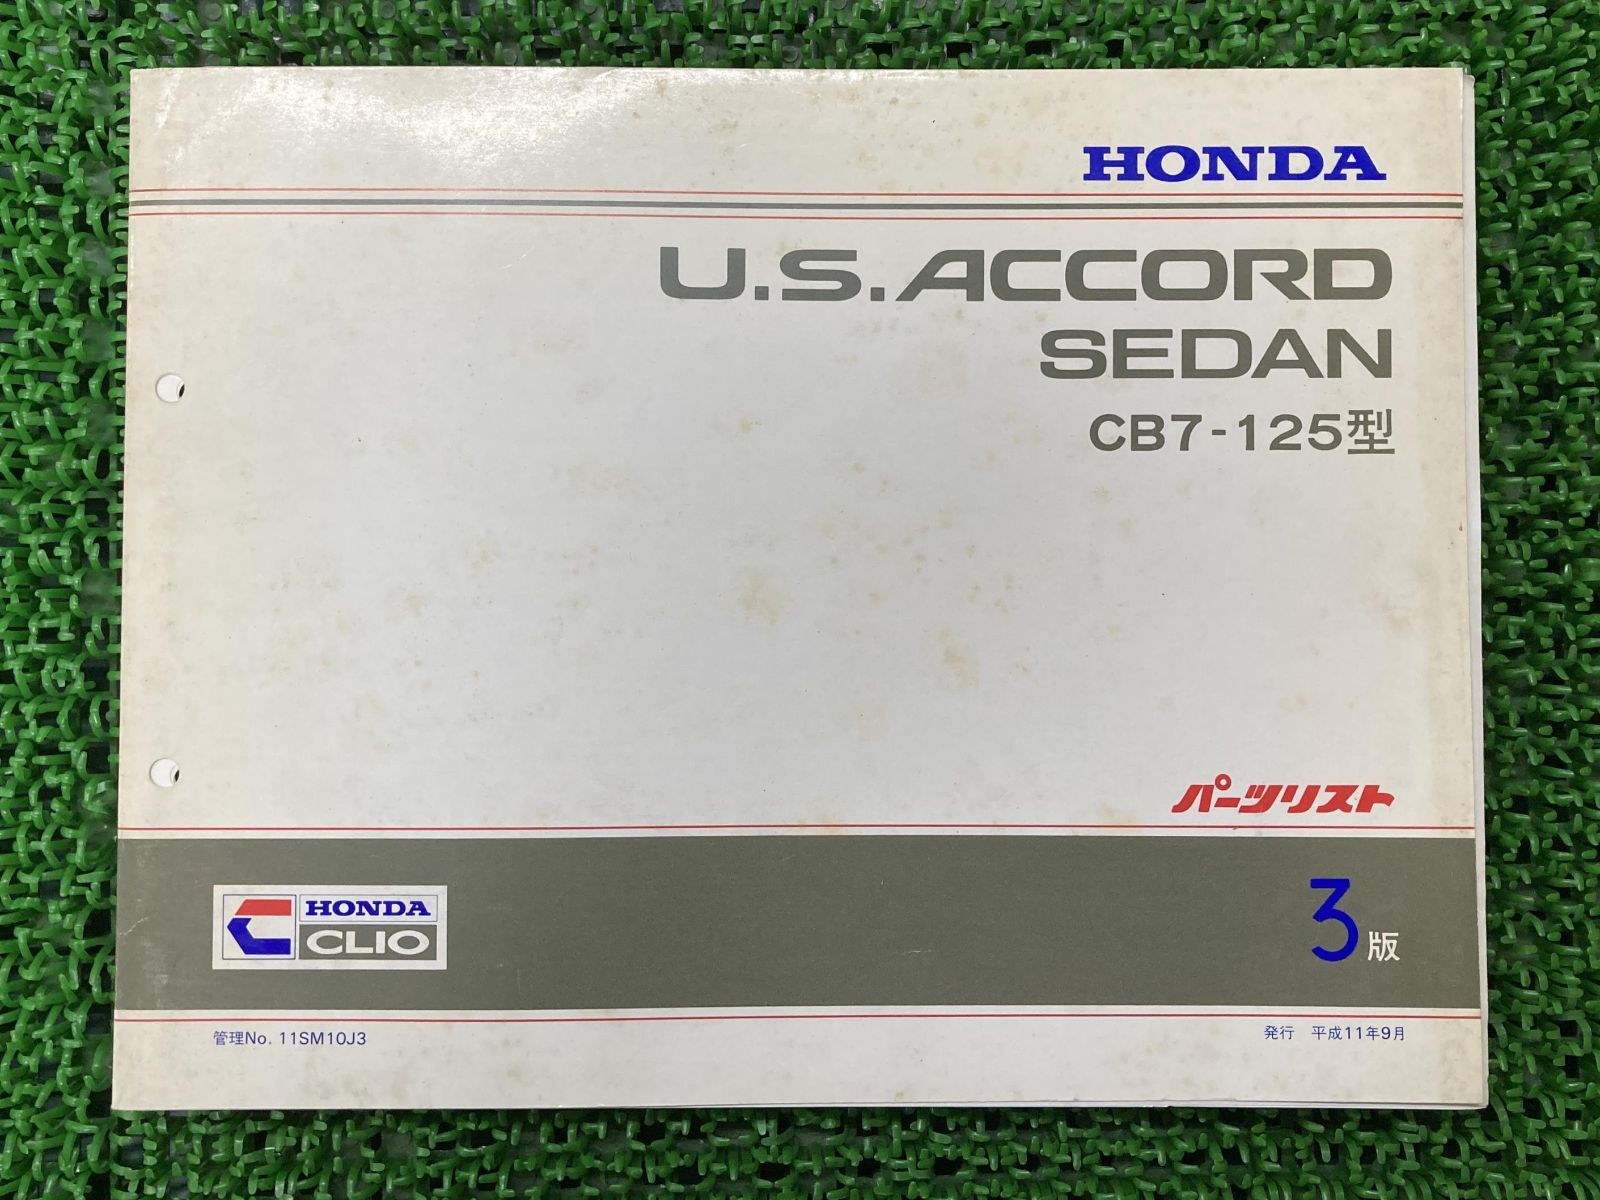 HONDA
U.S. ACCORD
SEDAN
CB7-125型
パーツリスト
3版
HONDA
CLIO
管理No. 11SM10J3
発行 平成11年9月